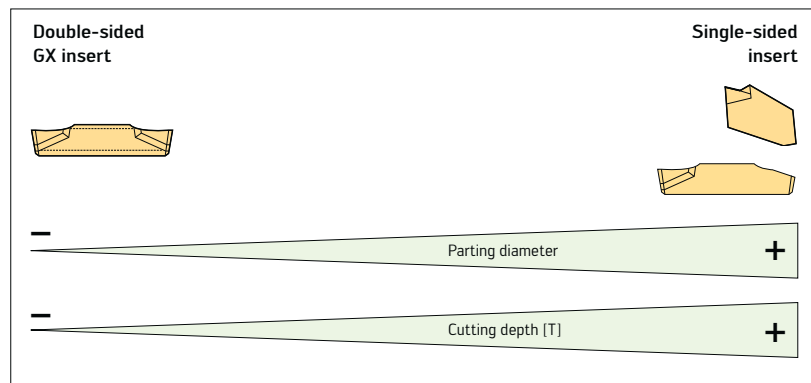 Double-sided
GX insert
Single-sided
insert
−
Parting diameter
+
−
Cutting depth [T]
+